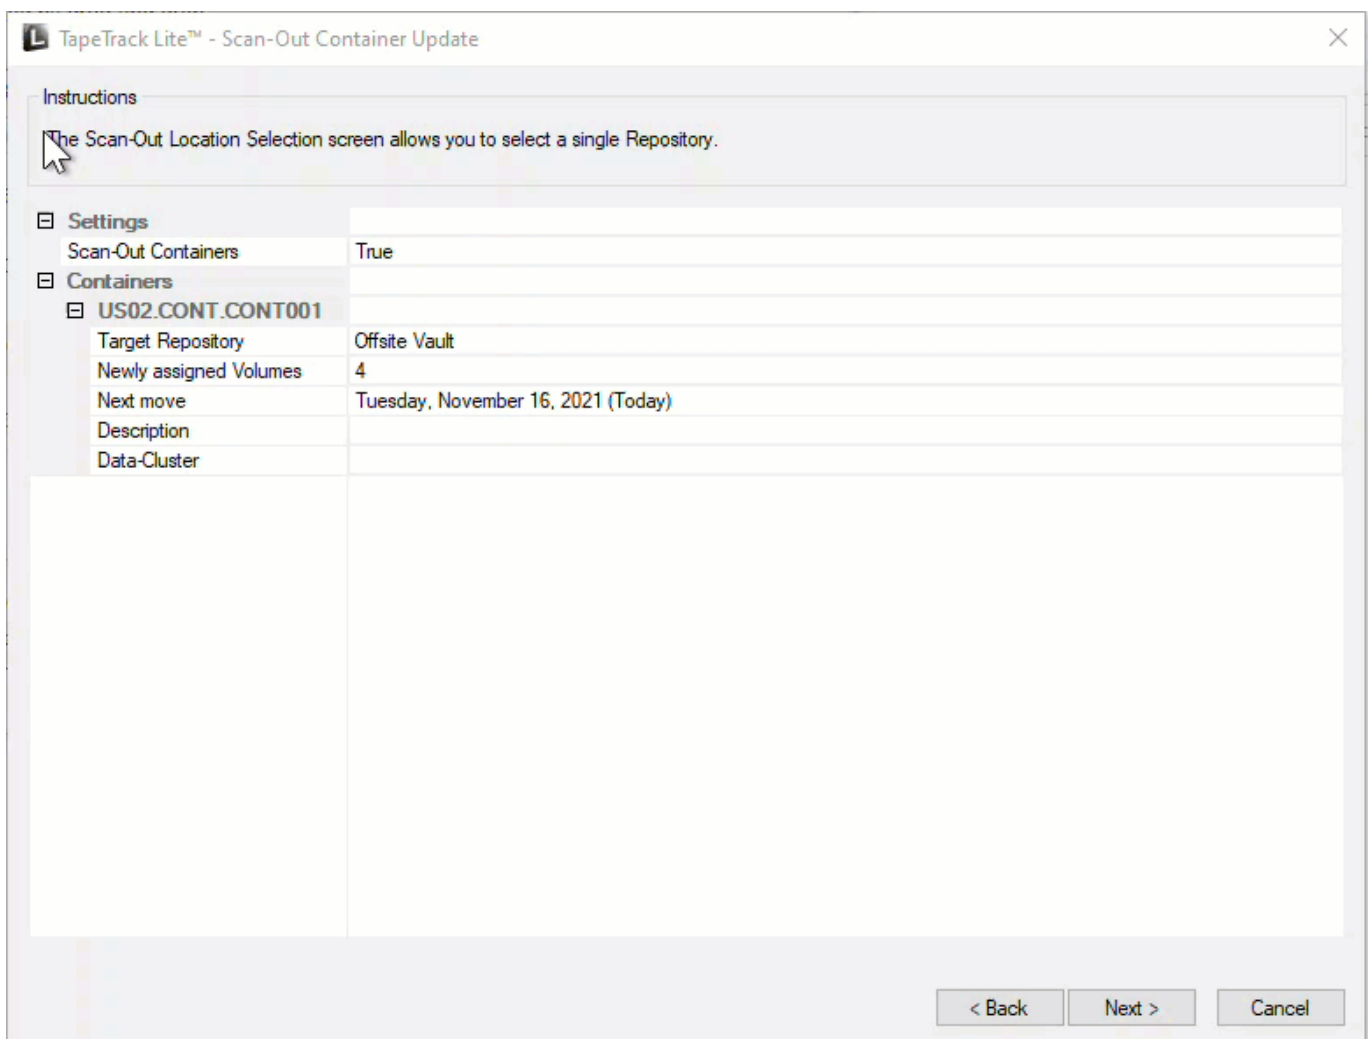 TapeTrack Lite™ - Scan-Out Container Update
Instructions
The Scan-Out Location Selection screen allows you to select a single Repository.
Settings
Scan-Out Containers True
Containers
US02.CONT.CONT001
Target Repository Offsite Vault
Newly assigned Volumes 4
Next move Tuesday, November 16, 2021 (Today)
Description
Data-Cluster
< Back Next > Cancel